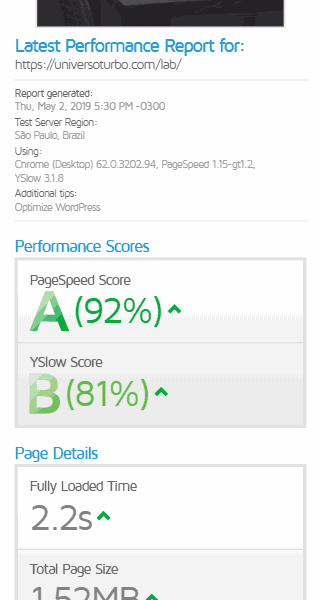 Latest Performance Report for:
https://universoturbo.com/lab/
Report generated:
Thu, May 2, 2019 5:30 PM -0300
Test Server Region:
São Paulo, Brazil
Using:
Chrome (Desktop) 62.0.3202.94, PageSpeed 1.15-gt1.2,
YSlow 3.1.8
Additional tips:
Optimize WordPress
Performance Scores
PageSpeed Score
A (92%)
YSlow Score
B (81%)
Page Details
Fully Loaded Time
2.2s
Total Page Size
1.52MB